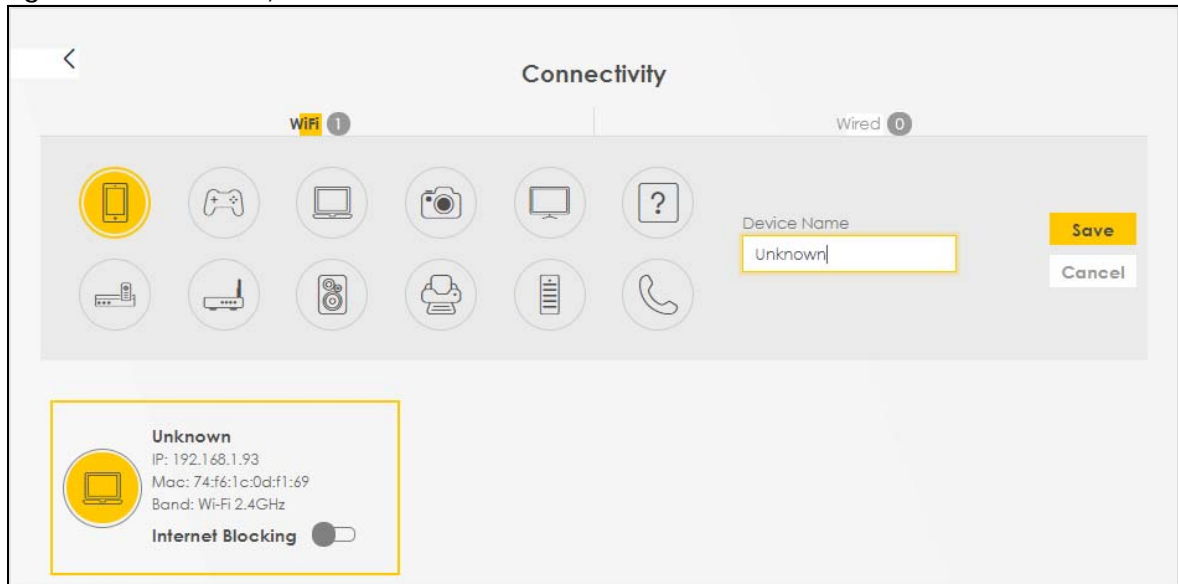 Connectivity
WiFi 1
Wired 0
?
Device Name
Unknown
Save
Cancel
Unknown
IP: 192.168.1.93
Mac: 74:f6:1c:0d:f1:69
Band: Wi-Fi 2.4GHz
Internet Blocking